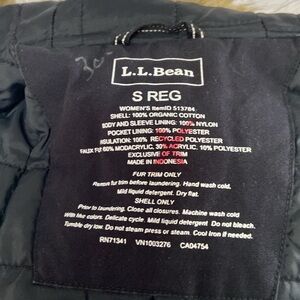 30-
L.L.Bean
S REG
WOMEN'S ItemID 513784
SHELL: 100% ORGANIC COTTON
BODY AND SLEEVE LINING: 100% NYLON
POCKET LINING: 100% POLYESTER
INSULATION: 100% RECYCLED POLYESTER
FAUX FUR: 60% MODACRYLIC, 30% ACRYLIC, 10% POLYESTER
EXCLUSIVE OF TRIM
MADE IN INDONESIA
FUR TRIM ONLY
Remove fur trim before laundering. Hand wash cold.
Mild liquid detergent. Dry flat.
SHELL ONLY
Prior to laundering. Close all closures. Machine wash cold
With like colors. Delicate cycle. Mild liquid detergent. Do not bleach.
Tumble dry low. Do not steam press or steam. Cool Iron if needed.
RN71341 VN1003276 CA04754